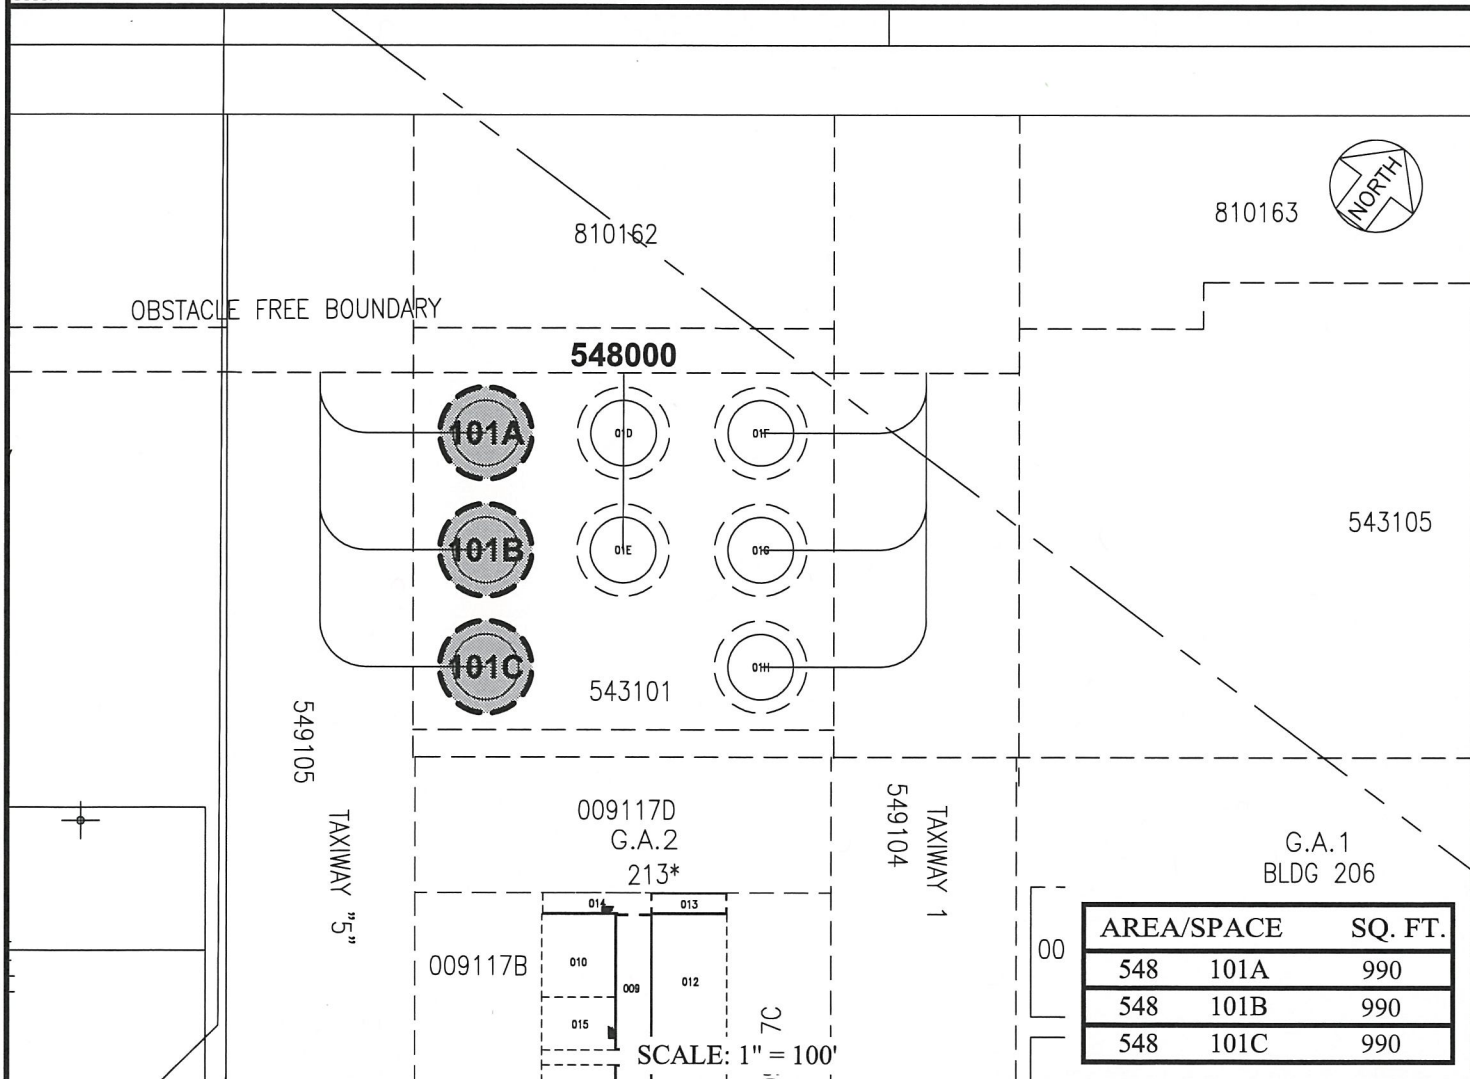 NORTH
810163
810162
OBSTACLE FREE BOUNDARY
548000
101A
01D
01F
543105
101B
01E
01G
101C
01H
543101
549105
009117D
G.A.2
213*
TAXIWAY "5"
549104
TAXIWAY 1
G.A.1
BLDG 206
014
013
009117B
010
009
012
015
00
SCALE: 1" = 100'
AREA/SPACE SQ. FT.
548 101A 990
548 101B 990
548 101C 990